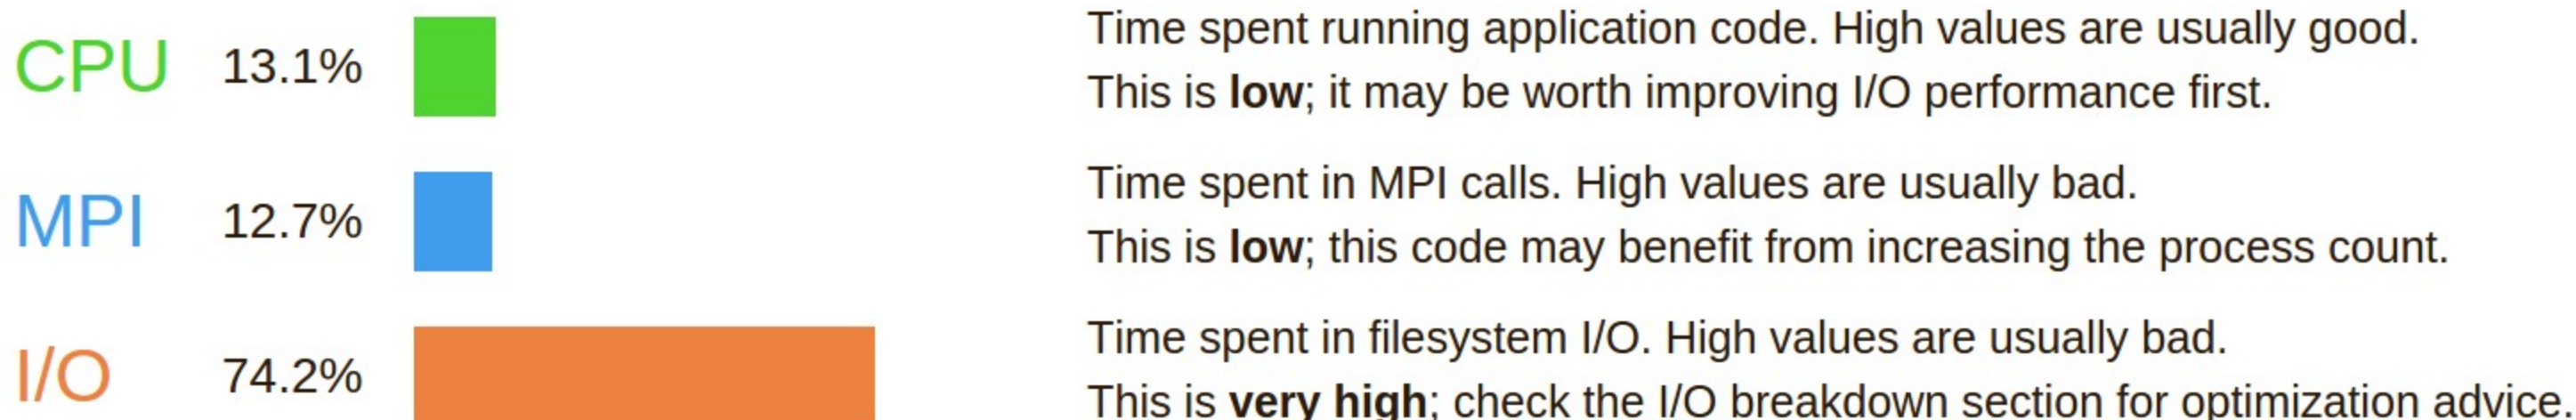 CPU 13.1% Time spent running application code. High values are usually good.
This is low; it may be worth improving I/O performance first.
MPI 12.7% Time spent in MPI calls. High values are usually bad.
This is low; this code may benefit from increasing the process count.
I/O 74.2% Time spent in filesystem I/O. High values are usually bad.
This is very high; check the I/O breakdown section for optimization advice.